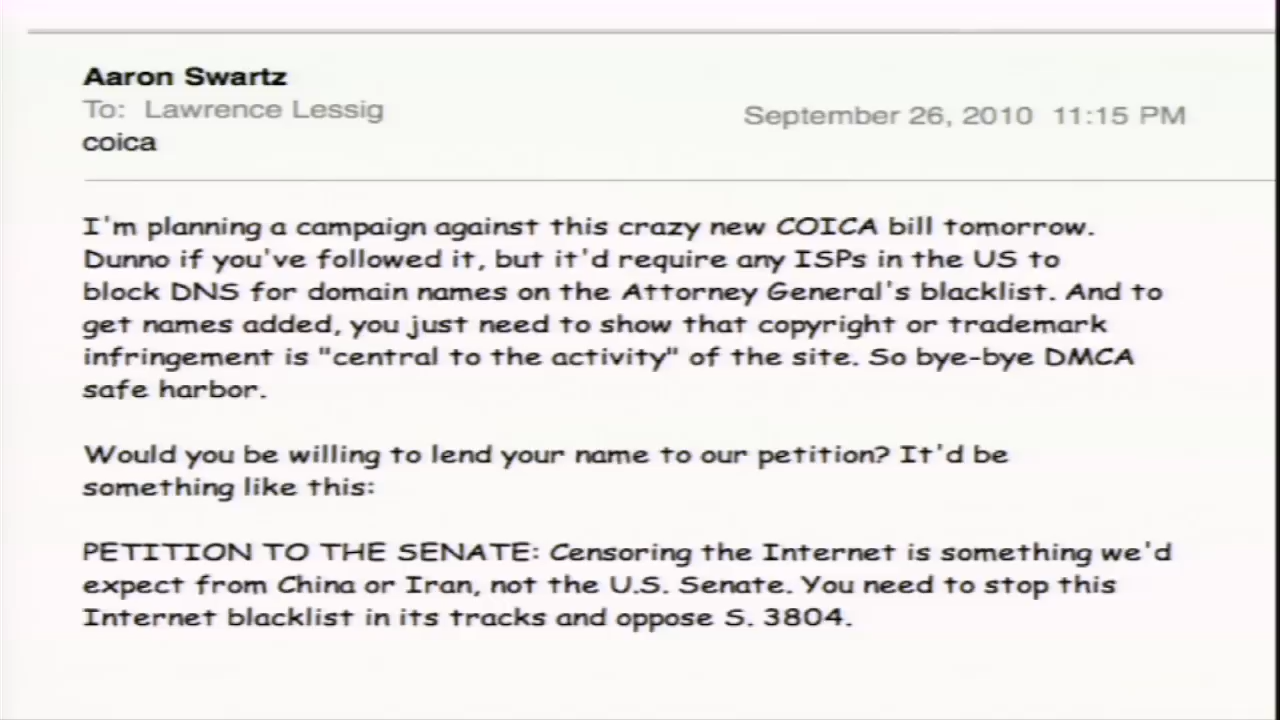 Aaron Swartz
To: Lawrence Lessig
September 26, 2010 11:15 PM
coica
I'm planning a campaign against this crazy new COICA bill tomorrow.
Dunno if you've followed it, but it'd require any ISPs in the US to
block DNS for domain names on the Attorney General's blacklist. And to
get names added, you just need to show that copyright or trademark
infringement is "central to the activity" of the site. So bye-bye DMCA
safe harbor.
Would you be willing to lend your name to our petition? It'd be
something like this:
PETITION TO THE SENATE: Censoring the Internet is something we'd
expect from China or Iran, not the U.S. Senate. You need to stop this
Internet blacklist in its tracks and oppose S. 3804.